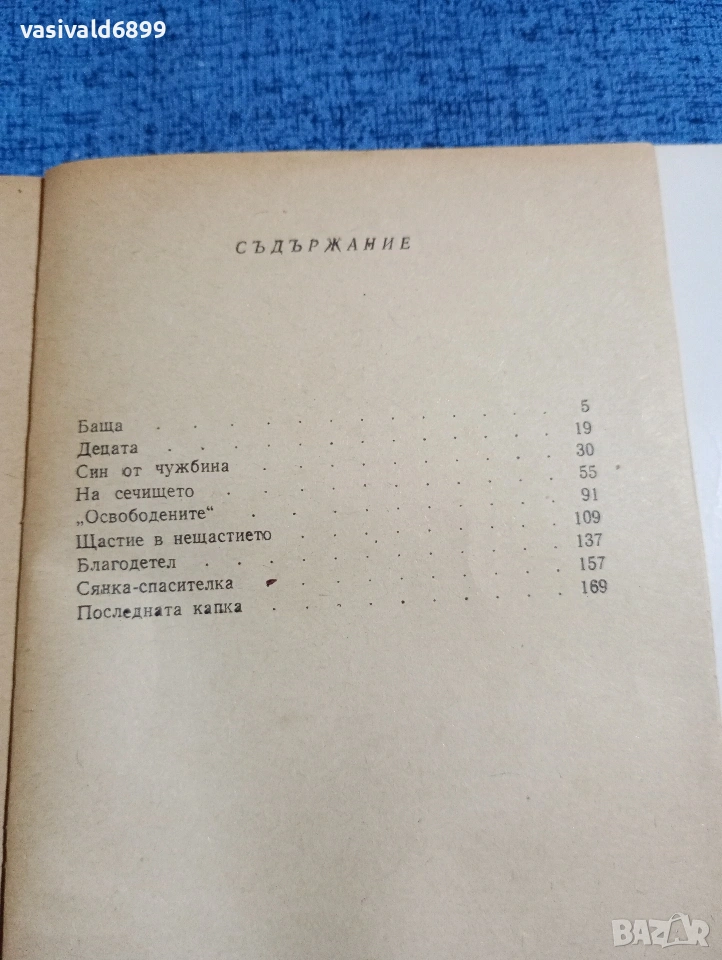 vasivald6899
СЪДЪРЖАНИЕ
Баща . . . . . . . . . . . . 5
Децата . . . . . . . . . . . . 19
Син от чужбина . . . . . . . . . 30
На сечището . . . . . . . . . . 55
„Освободените“ . . . . . . . . . 91
Щастие в нещастието . . . . . . . 109
Благодетел . . . . . . . . . . 137
Сянка-спасителка . . . . . . . . 157
Последната капка . . . . . . . . 169
BAZAR